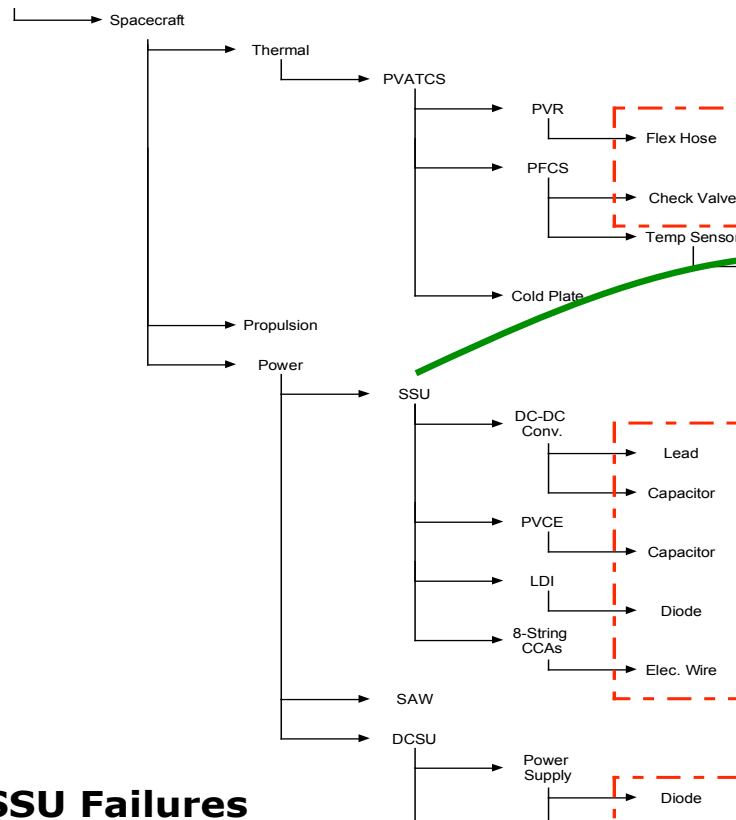 Spacecraft
Thermal
PVATCS
PVR
Flex Hose
PFCS
Check Valve
Temp Sensor
Cold Plate
Propulsion
Power
SSU
DC-DC
Conv.
Lead
Capacitor
PVCE
Capacitor
LDI
Diode
8-String
CCAs
Elec. Wire
SAW
DCSU
Power
Supply
Diode
SSU Failures